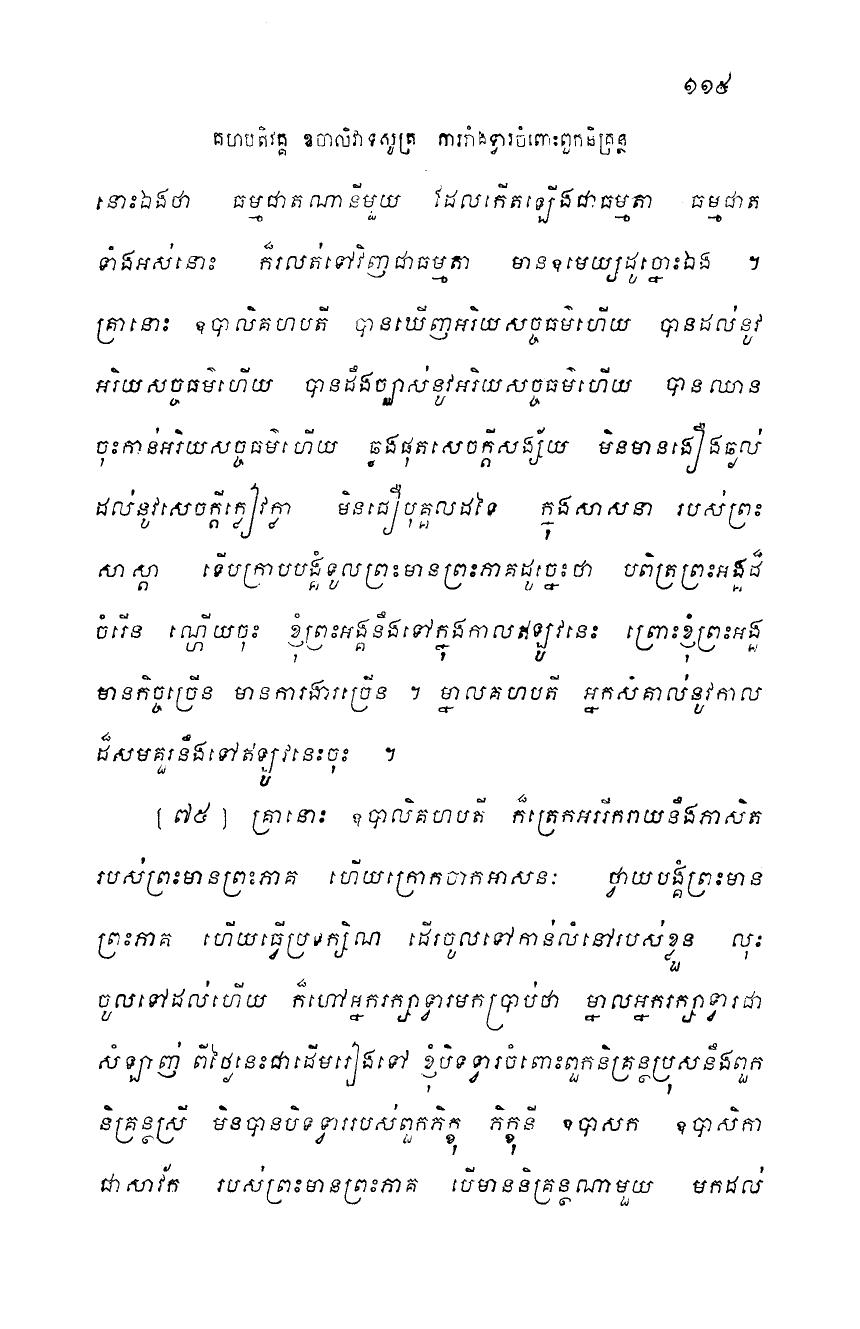 ១១៥
គហបតិវគ្គ ឧបាលិវាទសូត្រ ការរាំងទ្វារចំពោះពួកនិគ្រន្ថ
នោះឯងថា ធម្មជាតណានីមួយ ដែលកើតឡើងជាធម្មតា ធម្មជាត
ទាំងអស់នោះ ក៏រលត់ទៅវិញជាធម្មតា មានឧបមេយ្យដូច្នោះឯង ។
គ្រានោះ ឧបាលិគហបតី បានឃើញអរិយសច្ចធម៌ហើយ បានដល់នូវ
អរិយសច្ចធម៌ហើយ បានដឹងច្បាស់នូវអរិយសច្ចធម៌ហើយ បានឈាន
ចុះកាន់អរិយសច្ចធម៌ហើយ ឆ្លងផុតសេចក្តីសង្ស័យ មិនមានងឿងឆ្ងល់
ដល់នូវសេចក្តីក្លៀវក្លា មិនជឿបុគ្គលដទៃ ក្នុងសាសនា របស់ព្រះ
សាស្តា ទើបក្រាបបង្គំទូលព្រះមានព្រះភាគដូច្នេះថា បពិត្រព្រះអង្គដ៏
ចំរើន ណ្ហើយចុះ ខ្ញុំព្រះអង្គនឹងទៅក្នុងកាលឥឡូវនេះ ព្រោះខ្ញុំព្រះអង្គ
មានកិច្ចច្រើន មានការងារច្រើន ។ ម្នាលគហបតី អ្នកសំគាល់នូវកាល
ដ៏សមគួរនឹងទៅឥឡូវនេះចុះ ។
[៧៥] គ្រានោះ ឧបាលិគហបតី ក៏ត្រេកអររីករាយនឹងភាសិត
របស់ព្រះមានព្រះភាគ ហើយក្រោកចាកអាសនៈ ថ្វាយបង្គំព្រះមាន
ព្រះភាគ ហើយធ្វើប្រទក្សិណ ដើរចូលទៅកាន់លំនៅរបស់ខ្លួន លុះ
ចូលទៅដល់ហើយ ក៏ហៅអ្នករក្សាទ្វារមកប្រាប់ថា ម្នាលអ្នករក្សាទ្វារជា
សំឡាញ់ ពីថ្ងៃនេះជាដើមរៀងទៅ ខ្ញុំបិទទ្វារចំពោះពួកនិគ្រន្ថប្រុសនឹងពួក
និគ្រន្ថស្រី មិនបានបិទទ្វាររបស់ពួកភិក្ខុ ភិក្ខុនី ឧបាសក ឧបាសិកា
ជាសាវ័ក របស់ព្រះមានព្រះភាគ បើមាននិគ្រន្ថណាមួយ មកដល់